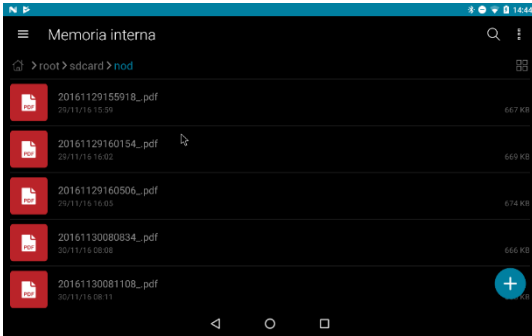 14:44
Memoria interna
root > sdcard > nod
20161129155918_.pdf
29/11/16 15:59
667 KB
PDF
20161129160154_.pdf
29/11/16 16:02
669 KB
PDF
20161129160506_.pdf
29/11/16 16:05
674 KB
PDF
20161130080834_.pdf
30/11/16 08:08
666 KB
PDF
20161130081108_.pdf
30/11/16 08:11
KB
PDF